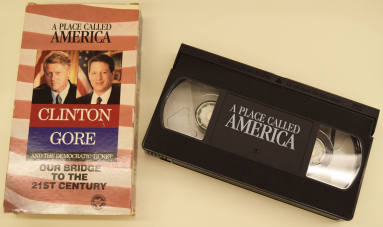 A PLACE CALLED
AMERICA
CLINTON
GORE
AND THE DEMOCRATIC TICKET
OUR BRIDGE
TO THE
21ST CENTURY
A PLACE CALLED
AMERICA